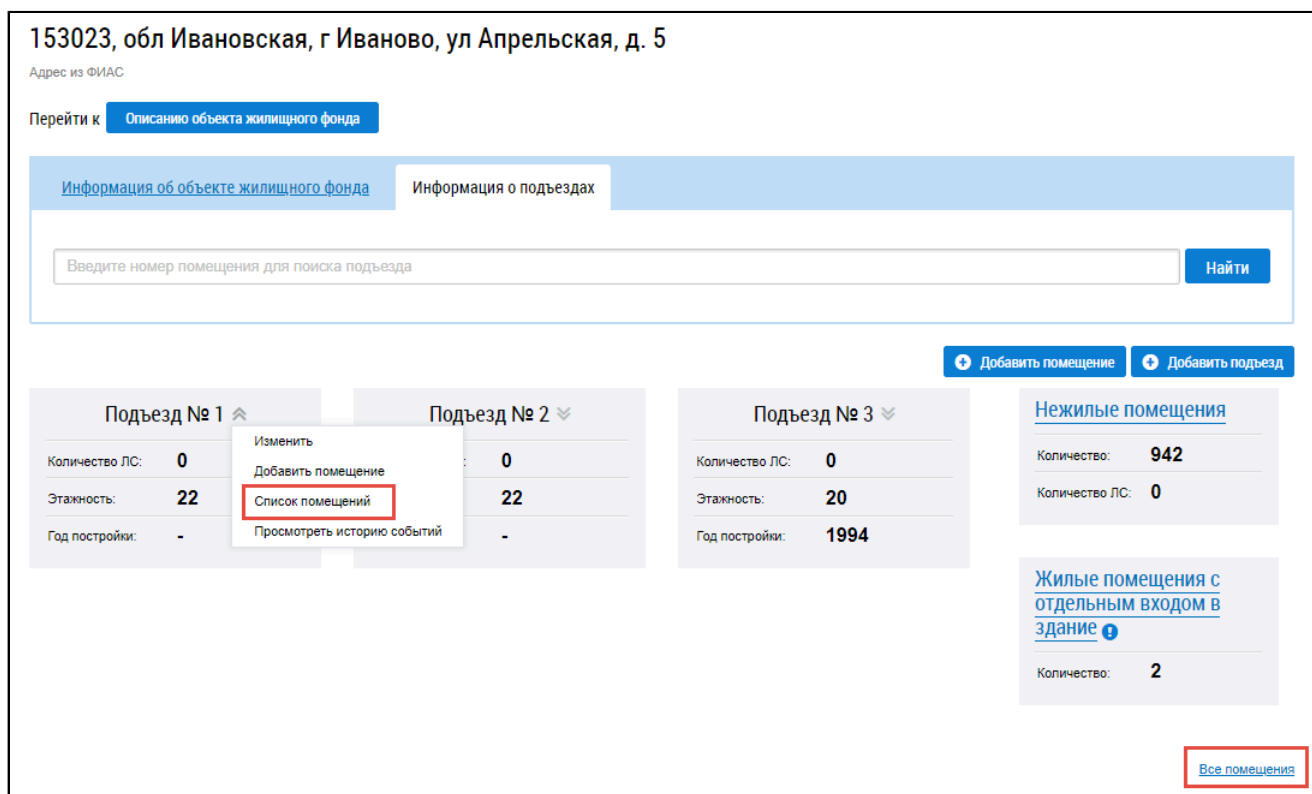 153023, обл Ивановская, г Иваново, ул Апрельская, д. 5
Адрес из ФИАС
Перейти к Описанию объекта жилищного фонда
Информация об объекте жилищного фонда Информация о подъездах
Введите номер помещения для поиска подъезда Найти
Добавить помещение Добавить подъезд
Подъезд № 1
Количество ЛС: 0
Этажность: 22
Год постройки: -
Изменить
Добавить помещение
Список помещений
Просмотреть историю событий
Подъезд № 2
: 0
22
-
Подъезд № 3
Количество ЛС: 0
Этажность: 20
Год постройки: 1994
Нежилые помещения
Количество: 942
Количество ЛС: 0
Жилые помещения с
отдельным входом в
здание
Количество: 2
Все помещения